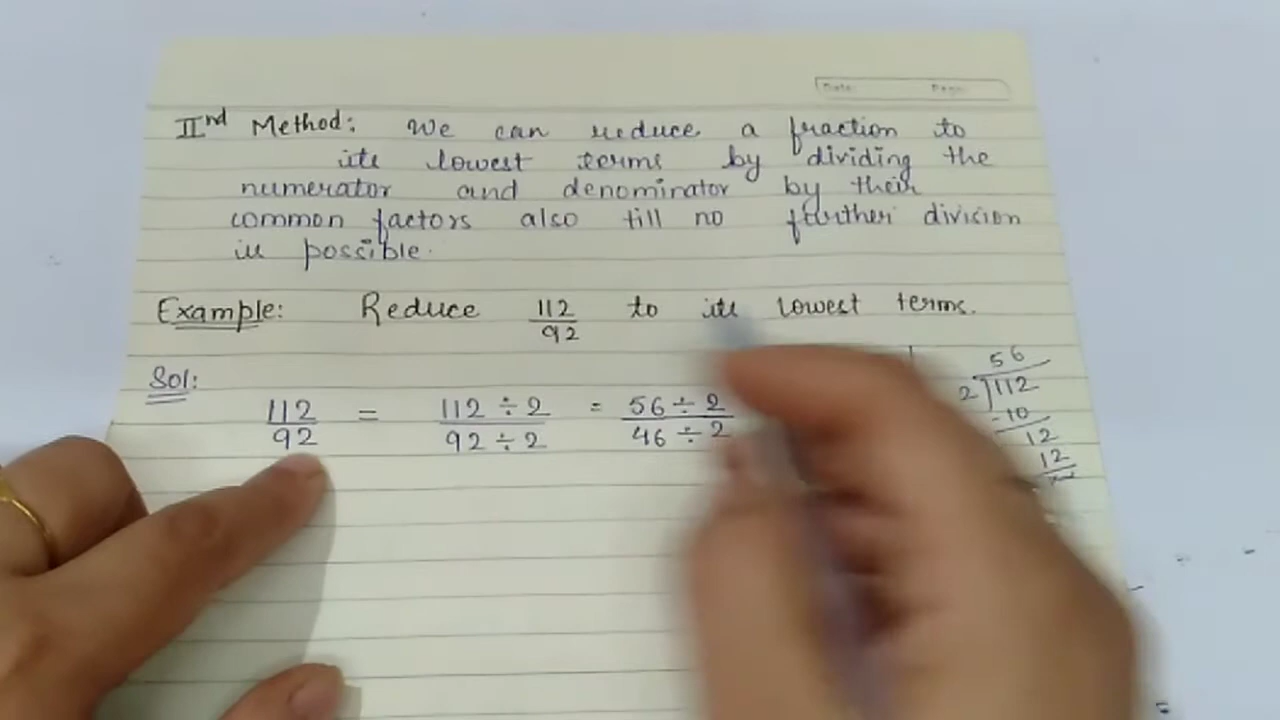 Date Page
IInd Method: We can reduce a fraction to
its lowest terms by dividing the
numerator and denominator by their
common factors also till no further division
is possible.
Example: Reduce 112/92 to its lowest terms.
Sol:
112/92 = 112 ÷ 2 / 92 ÷ 2 = 56 ÷ 2 / 46 ÷ 2
56
2 112
-10
12
12